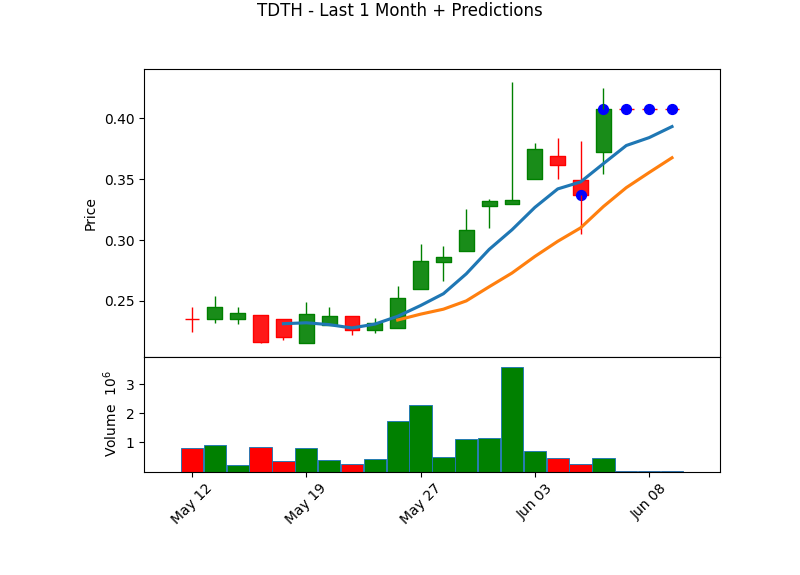 TDTH - Last 1 Month + Predictions
0.40
0.35
0.30
0.25
Price
3
2
1
Volume 10^6
May 12
May 19
May 27
Jun 03
Jun 08